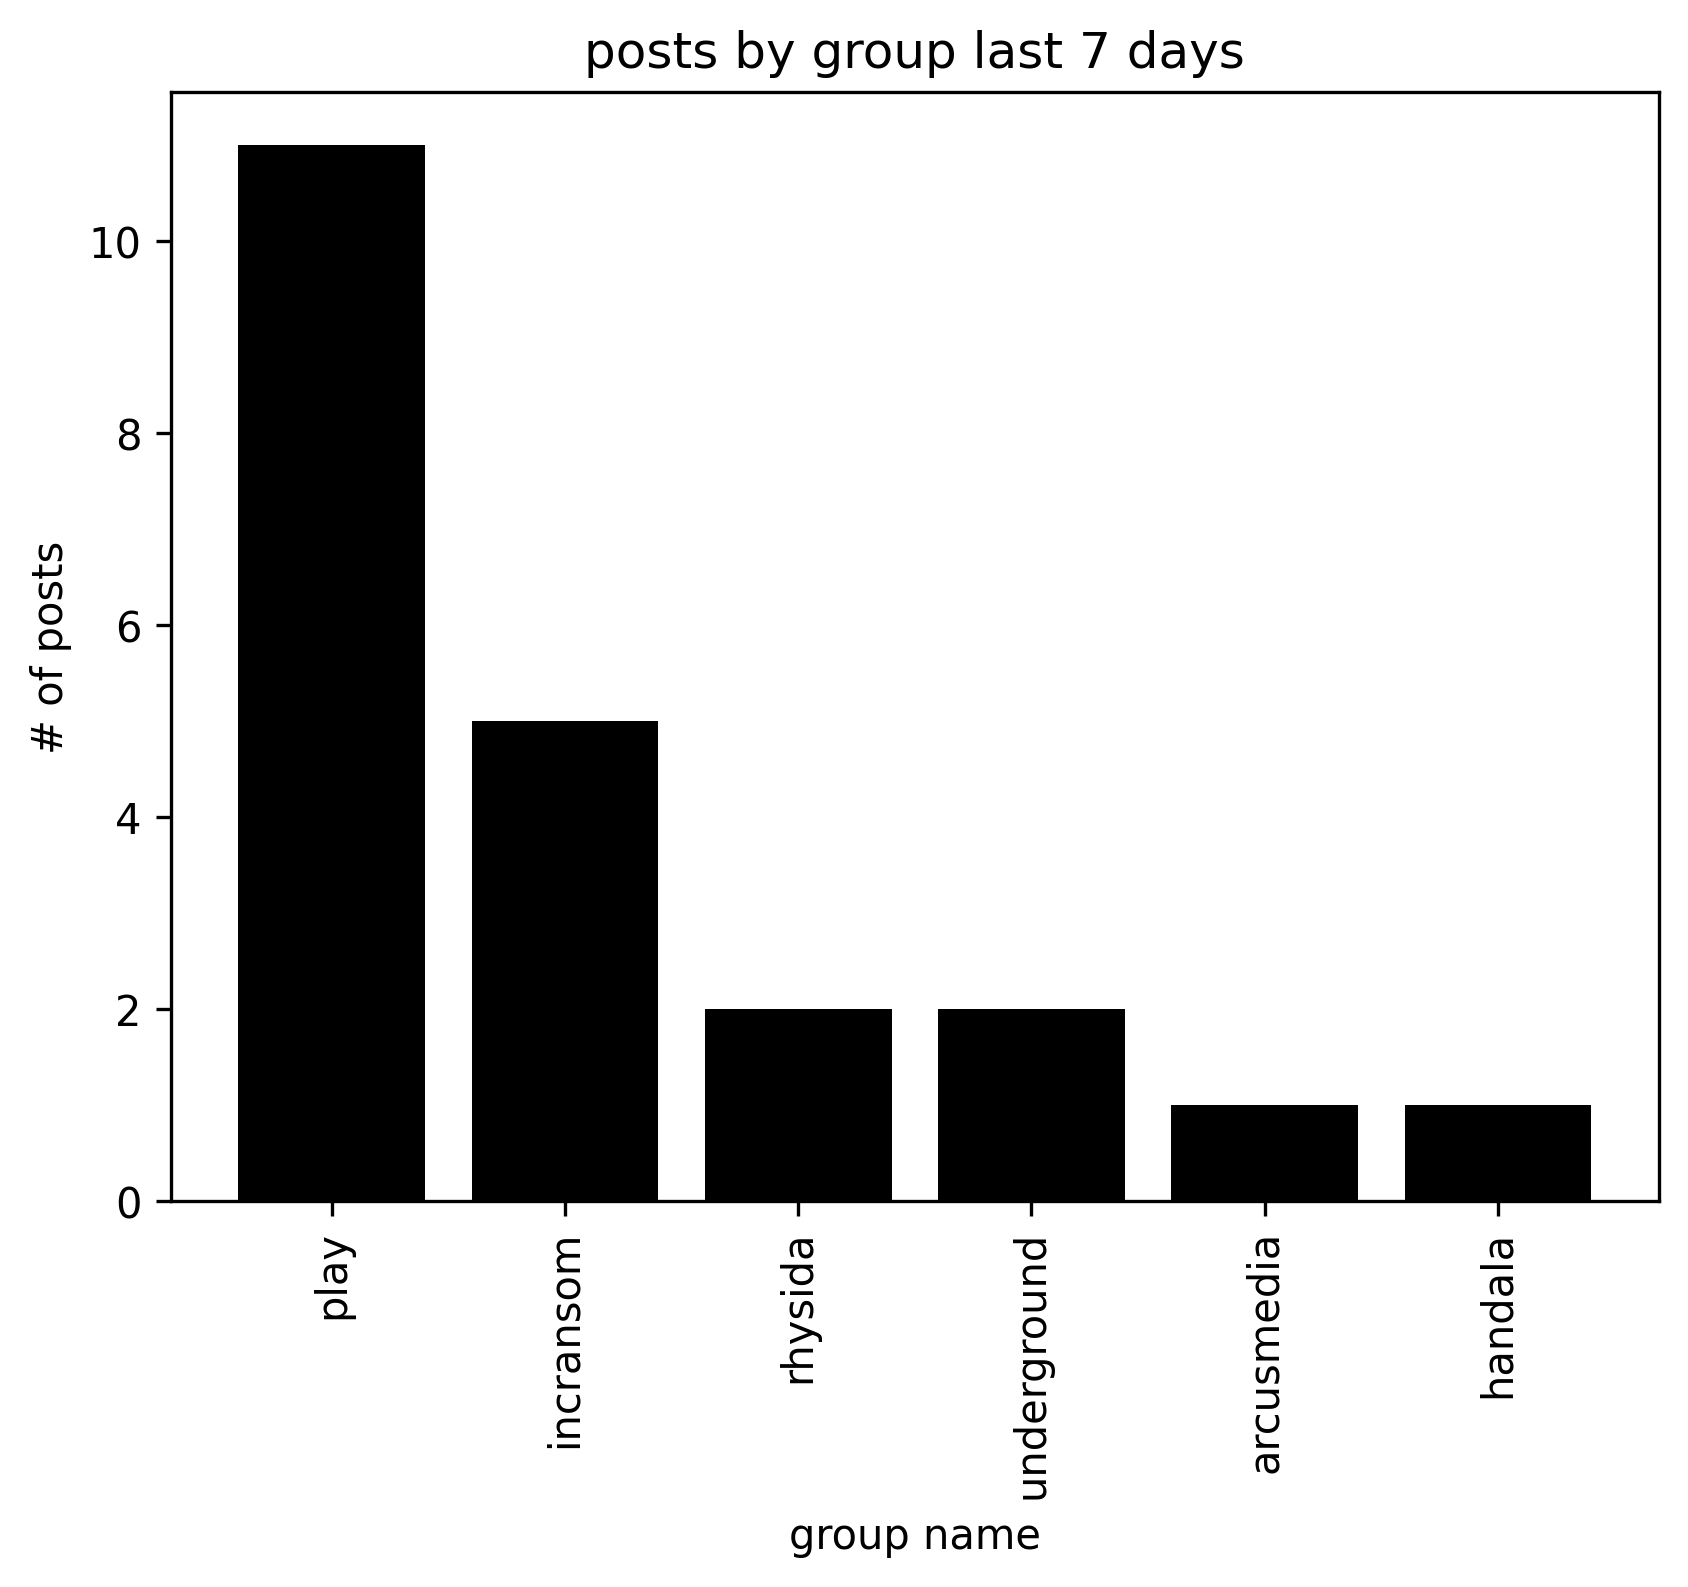 posts by group last 7 days
# of posts
10
8
6
4
2
0
play
incransom
rhysida
underground
arcusmedia
handala
group name